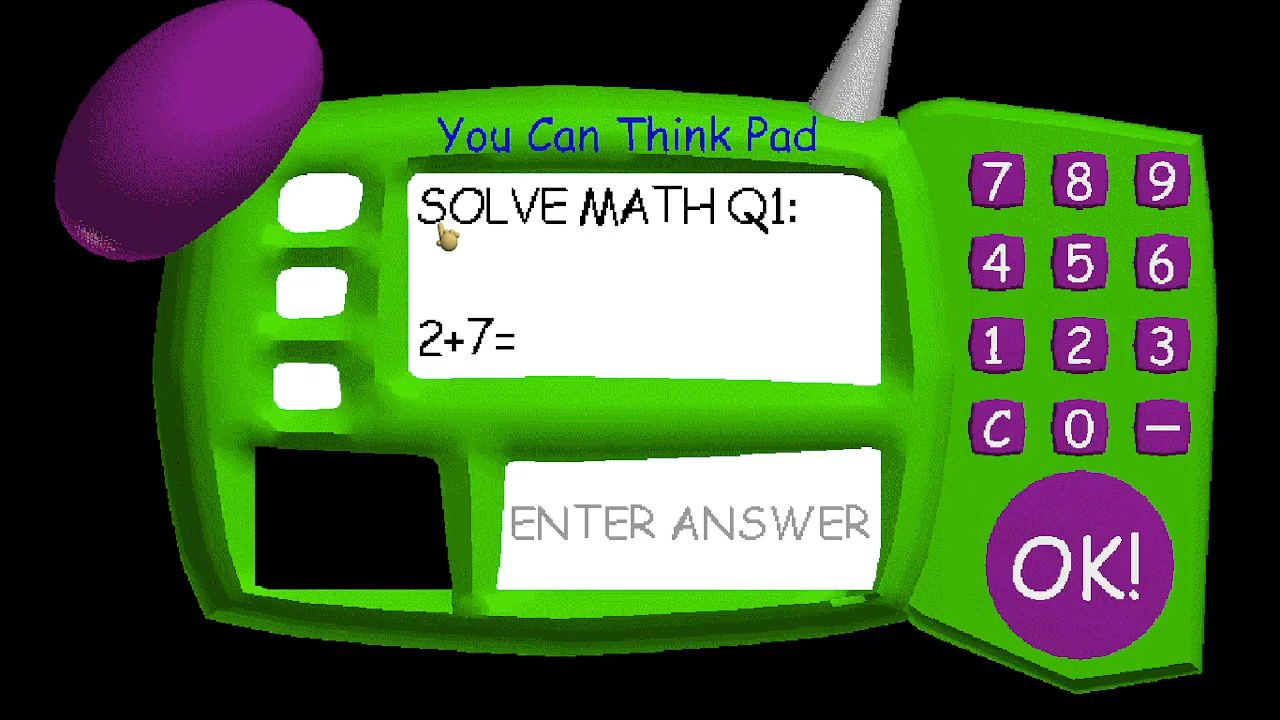 You Can Think Pad
SOLVE MATH Q1:
2+7=
ENTER ANSWER
7 8 9
4 5 6
1 2 3
C 0 −
OK!